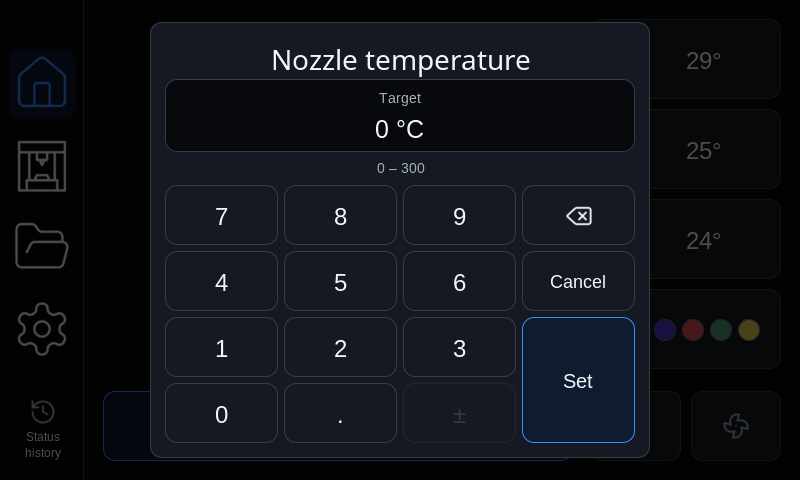 Nozzle temperature
Target
0 °C
0 – 300
7 8 9
4 5 6 Cancel
1 2 3
Set
0 . ±
29°
25°
24°
Status
history